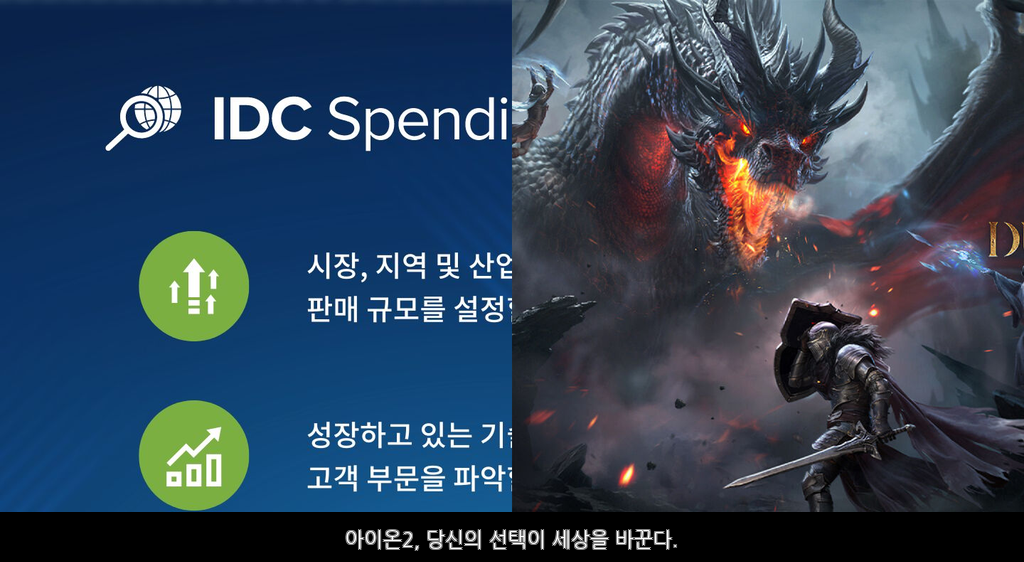 IDC Spendi
시장, 지역 및 산업
판매 규모를 설정
성장하고 있는 기
고객 부문을 파악
D
아이온2, 당신의 선택이 세상을 바꾼다.